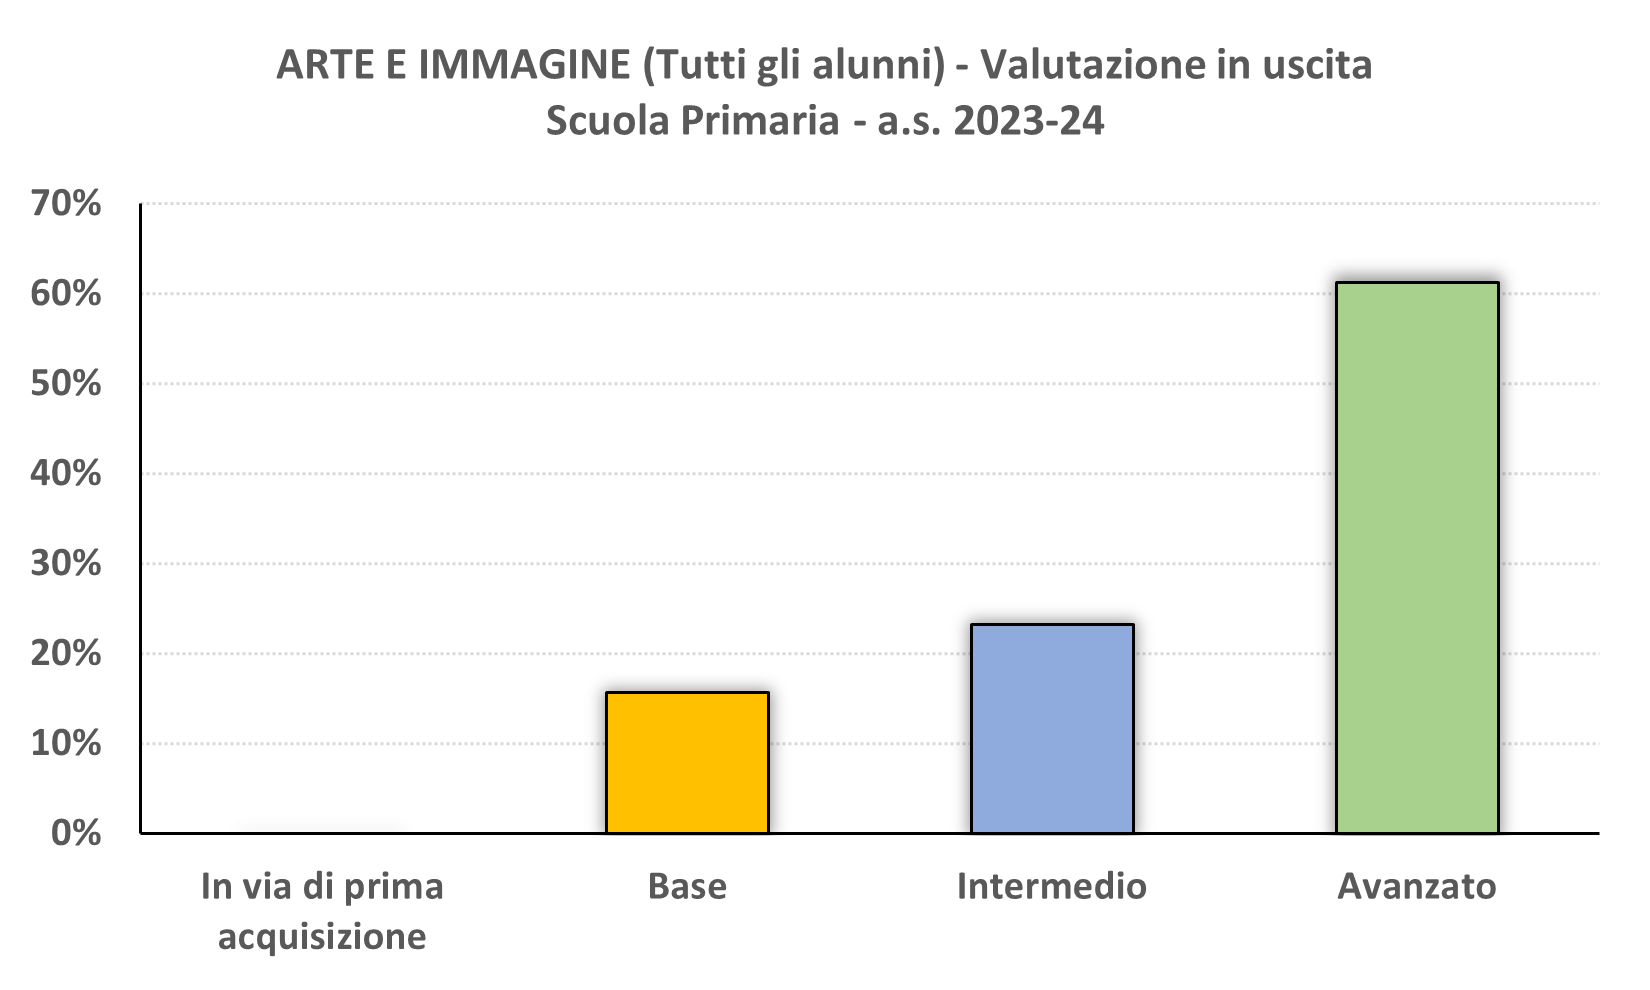 ARTE E IMMAGINE (Tutti gli alunni) - Valutazione in uscita
Scuola Primaria - a.s. 2023-24
70%
60%
50%
40%
30%
20%
10%
0%
In via di prima
acquisizione
Base
Intermedio
Avanzato